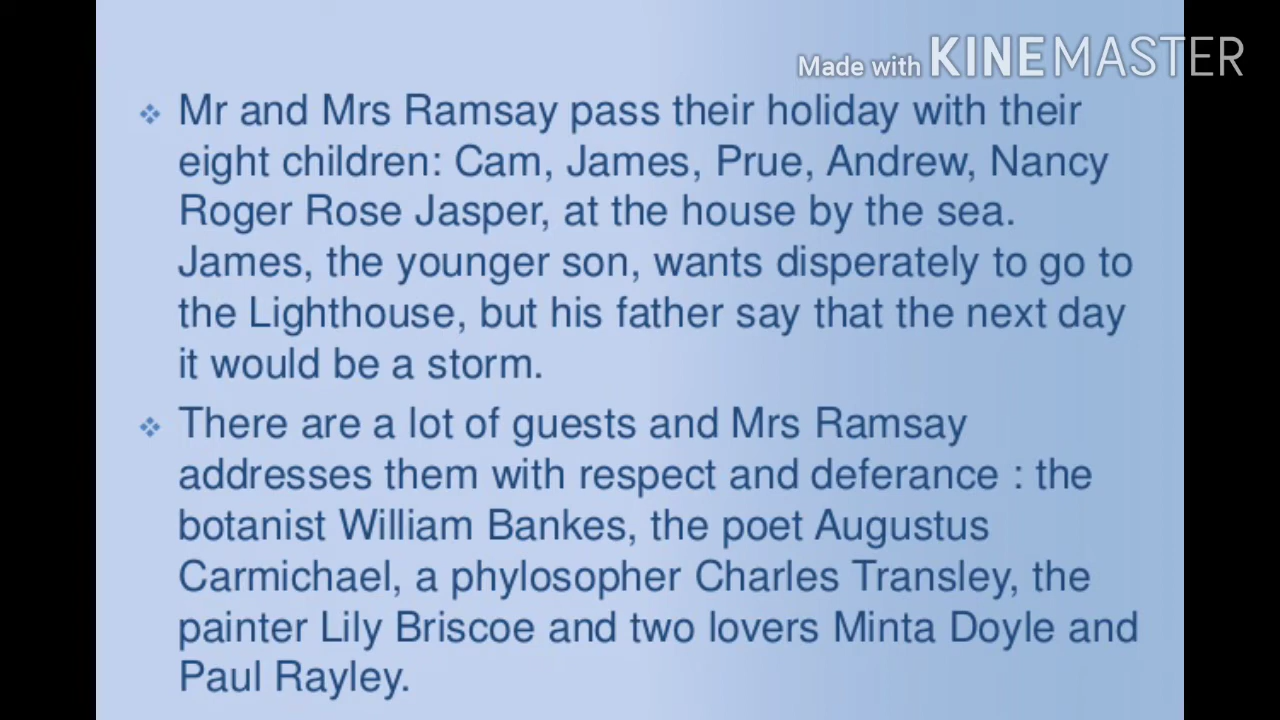 Made with KINEMASTER
❖ Mr and Mrs Ramsay pass their holiday with their
eight children: Cam, James, Prue, Andrew, Nancy
Roger Rose Jasper, at the house by the sea.
James, the younger son, wants disperately to go to
the Lighthouse, but his father say that the next day
it would be a storm.
❖ There are a lot of guests and Mrs Ramsay
addresses them with respect and deferance : the
botanist William Bankes, the poet Augustus
Carmichael, a phylosopher Charles Transley, the
painter Lily Briscoe and two lovers Minta Doyle and
Paul Rayley.